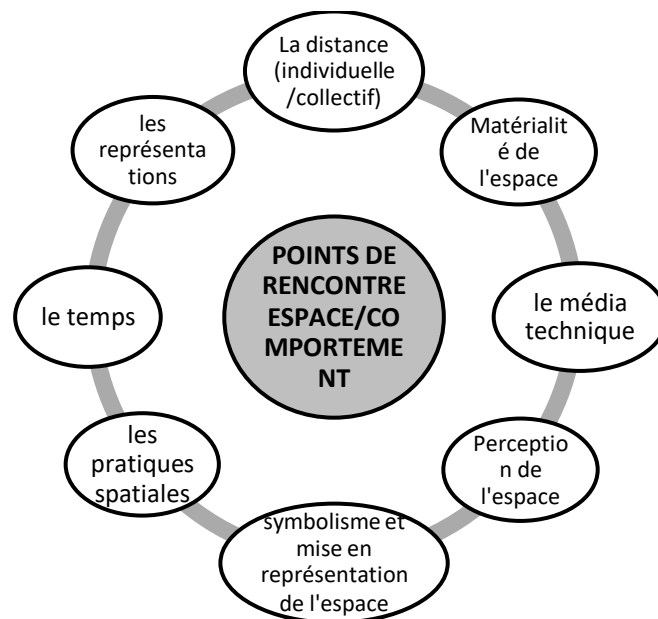 La distance
(individuelle
/collectif)
Matérialit
é de
l'espace
le média
technique
Perceptio
n de
l'espace
symbolisme et
mise en
représentation
de l'espace
les
pratiques
spatiales
le temps
les
représenta
tions
POINTS DE
RENCONTRE
ESPACE/CO
MPORTEME
NT